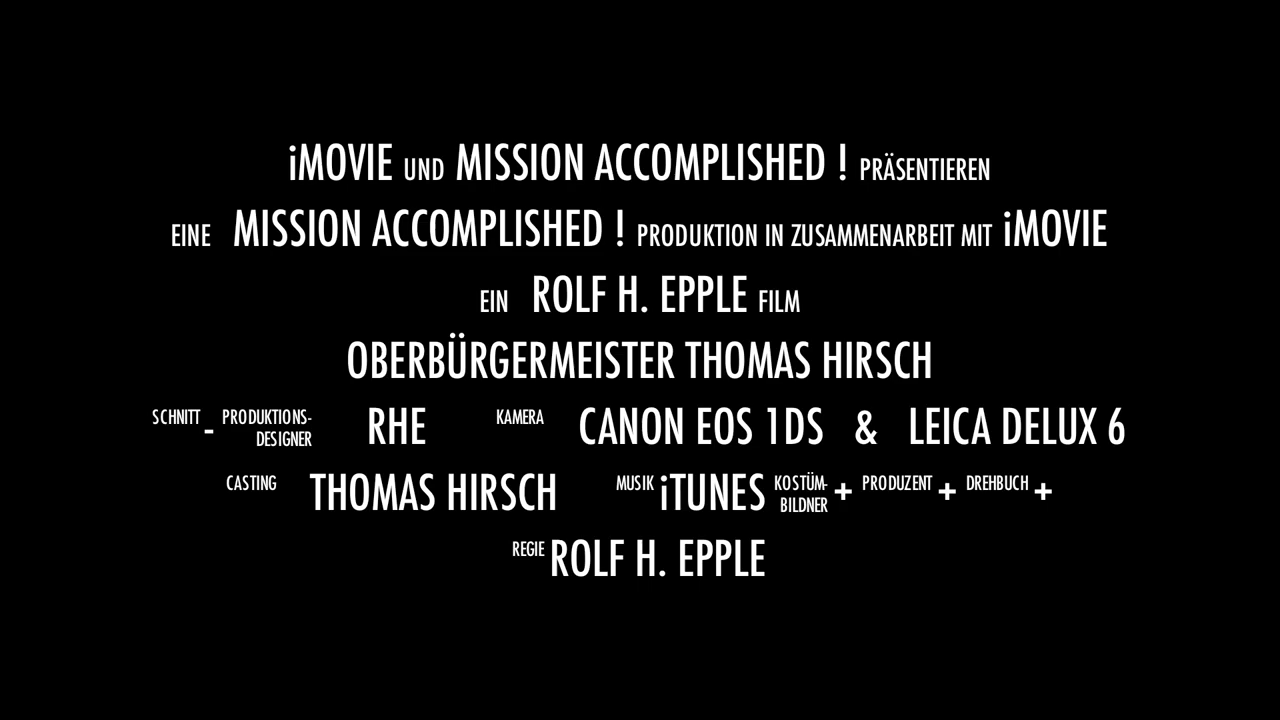 iMOVIE UND MISSION ACCOMPLISHED ! PRÄSENTIEREN
EINE MISSION ACCOMPLISHED ! PRODUKTION IN ZUSAMMENARBEIT MIT iMOVIE
EIN ROLF H. EPPLE FILM
OBERBÜRGERMEISTER THOMAS HIRSCH
SCHNITT - PRODUKTIONS-DESIGNER RHE KAMERA CANON EOS 1DS & LEICA DELUX 6
CASTING THOMAS HIRSCH MUSIK iTUNES KOSTÜM-BILDNER + PRODUZENT + DREHBUCH +
REGIE ROLF H. EPPLE